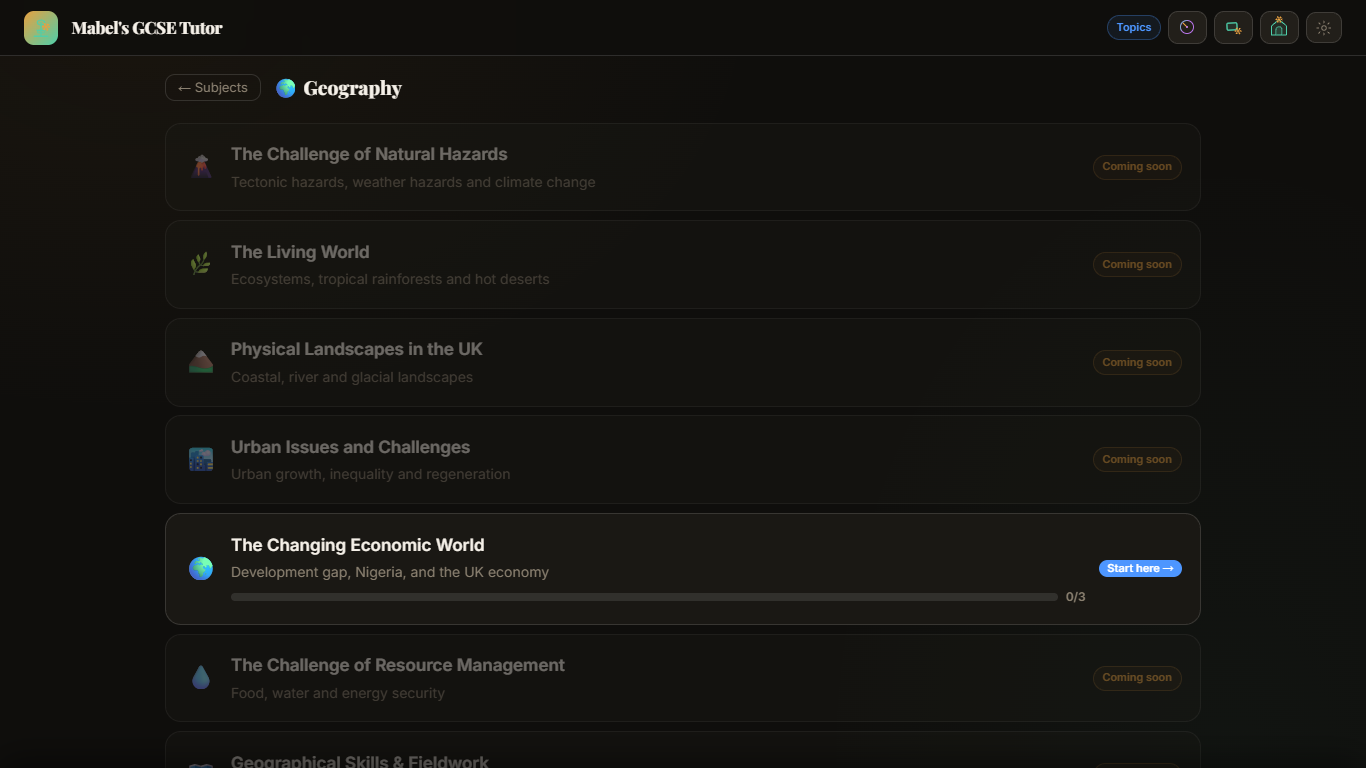 Mabel's GCSE Tutor
Topics
← Subjects
Geography
The Challenge of Natural Hazards
Tectonic hazards, weather hazards and climate change
Coming soon
The Living World
Ecosystems, tropical rainforests and hot deserts
Coming soon
Physical Landscapes in the UK
Coastal, river and glacial landscapes
Coming soon
Urban Issues and Challenges
Urban growth, inequality and regeneration
Coming soon
The Changing Economic World
Development gap, Nigeria, and the UK economy
0/3
Start here →
The Challenge of Resource Management
Food, water and energy security
Coming soon
Geographical Skills & Fieldwork